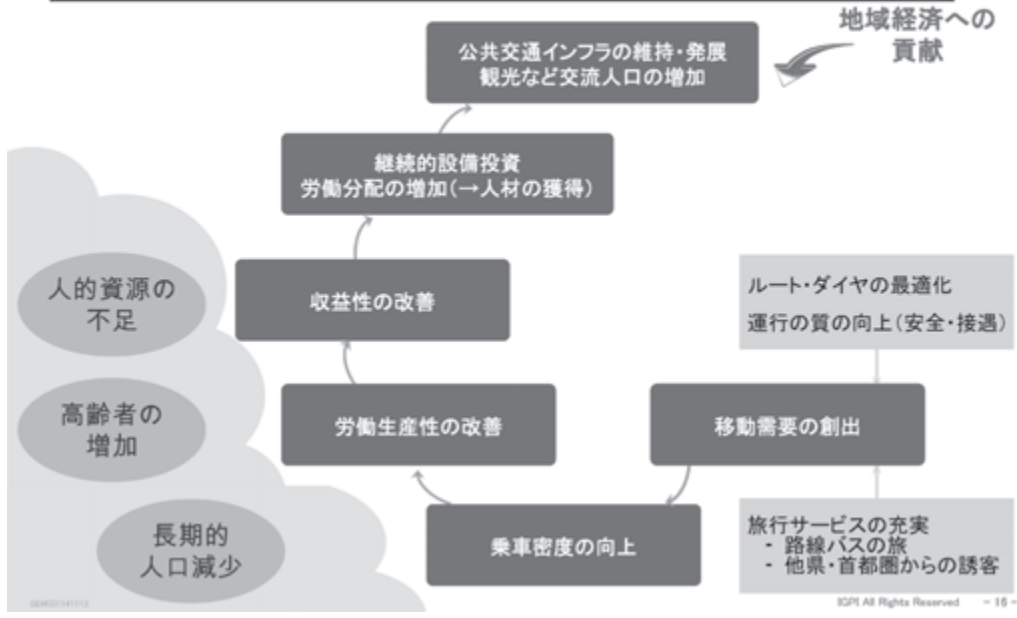 地域経済への
貢献
公共交通インフラの維持・発展
観光など交流人口の増加
継続的設備投資
労働分配の増加(→人材の獲得)
人的資源の
不足
収益性の改善
ルート・ダイヤの最適化
運行の質の向上(安全・接遇)
高齢者の
増加
労働生産性の改善
移動需要の創出
長期的
人口減少
乗車密度の向上
旅行サービスの充実
- 路線バスの旅
- 他県・首都圏からの誘客
IGPI All Rights Reserved - 16 -